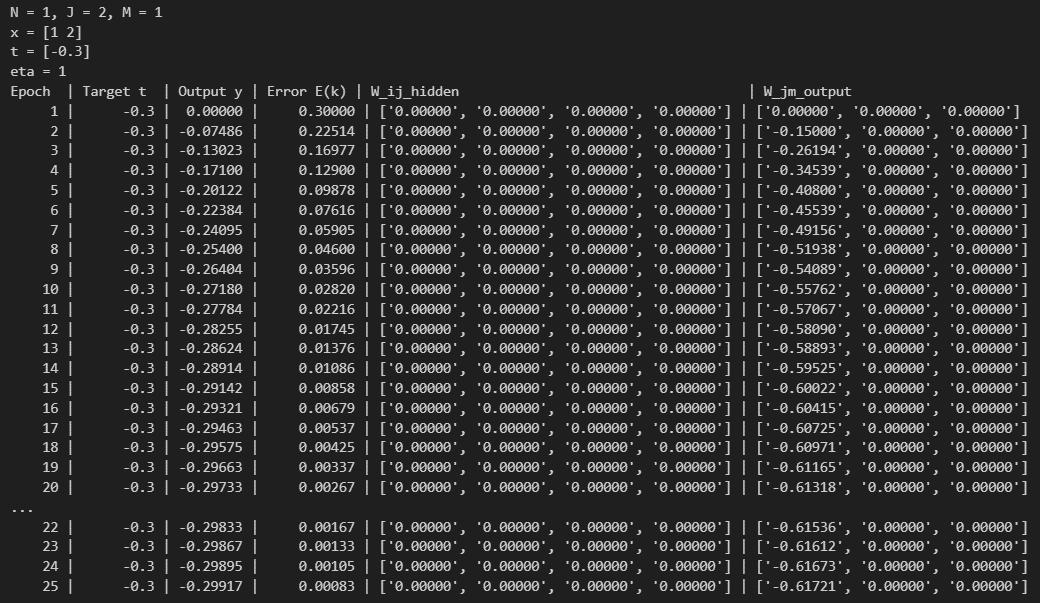 N = 1, J = 2, M = 1
x = [1 2]
t = [-0.3]
eta = 1
Epoch | Target t | Output y | Error E(k) | W_ij_hidden | W_jm_output
1 | -0.3 | 0.00000 | 0.30000 | ['0.00000', '0.00000', '0.00000', '0.00000'] | ['0.00000', '0.00000', '0.00000']
2 | -0.3 | -0.07486 | 0.22514 | ['0.00000', '0.00000', '0.00000', '0.00000'] | ['-0.15000', '0.00000', '0.00000']
3 | -0.3 | -0.13023 | 0.16977 | ['0.00000', '0.00000', '0.00000', '0.00000'] | ['-0.26194', '0.00000', '0.00000']
4 | -0.3 | -0.17100 | 0.12900 | ['0.00000', '0.00000', '0.00000', '0.00000'] | ['-0.34539', '0.00000', '0.00000']
5 | -0.3 | -0.20122 | 0.09878 | ['0.00000', '0.00000', '0.00000', '0.00000'] | ['-0.40800', '0.00000', '0.00000']
6 | -0.3 | -0.22384 | 0.07616 | ['0.00000', '0.00000', '0.00000', '0.00000'] | ['-0.45539', '0.00000', '0.00000']
7 | -0.3 | -0.24095 | 0.05905 | ['0.00000', '0.00000', '0.00000', '0.00000'] | ['-0.49156', '0.00000', '0.00000']
8 | -0.3 | -0.25400 | 0.04600 | ['0.00000', '0.00000', '0.00000', '0.00000'] | ['-0.51938', '0.00000', '0.00000']
9 | -0.3 | -0.26404 | 0.03596 | ['0.00000', '0.00000', '0.00000', '0.00000'] | ['-0.54089', '0.00000', '0.00000']
10 | -0.3 | -0.27180 | 0.02820 | ['0.00000', '0.00000', '0.00000', '0.00000'] | ['-0.55762', '0.00000', '0.00000']
11 | -0.3 | -0.27784 | 0.02216 | ['0.00000', '0.00000', '0.00000', '0.00000'] | ['-0.57067', '0.00000', '0.00000']
12 | -0.3 | -0.28255 | 0.01745 | ['0.00000', '0.00000', '0.00000', '0.00000'] | ['-0.58090', '0.00000', '0.00000']
13 | -0.3 | -0.28624 | 0.01376 | ['0.00000', '0.00000', '0.00000', '0.00000'] | ['-0.58893', '0.00000', '0.00000']
14 | -0.3 | -0.28914 | 0.01086 | ['0.00000', '0.00000', '0.00000', '0.00000'] | ['-0.59525', '0.00000', '0.00000']
15 | -0.3 | -0.29142 | 0.00858 | ['0.00000', '0.00000', '0.00000', '0.00000'] | ['-0.60022', '0.00000', '0.00000']
16 | -0.3 | -0.29321 | 0.00679 | ['0.00000', '0.00000', '0.00000', '0.00000'] | ['-0.60415', '0.00000', '0.00000']
17 | -0.3 | -0.29463 | 0.00537 | ['0.00000', '0.00000', '0.00000', '0.00000'] | ['-0.60725', '0.00000', '0.00000']
18 | -0.3 | -0.29575 | 0.00425 | ['0.00000', '0.00000', '0.00000', '0.00000'] | ['-0.60971', '0.00000', '0.00000']
19 | -0.3 | -0.29663 | 0.00337 | ['0.00000', '0.00000', '0.00000', '0.00000'] | ['-0.61165', '0.00000', '0.00000']
20 | -0.3 | -0.29733 | 0.00267 | ['0.00000', '0.00000', '0.00000', '0.00000'] | ['-0.61318', '0.00000', '0.00000']
...
22 | -0.3 | -0.29833 | 0.00167 | ['0.00000', '0.00000', '0.00000', '0.00000'] | ['-0.61536', '0.00000', '0.00000']
23 | -0.3 | -0.29867 | 0.00133 | ['0.00000', '0.00000', '0.00000', '0.00000'] | ['-0.61612', '0.00000', '0.00000']
24 | -0.3 | -0.29895 | 0.00105 | ['0.00000', '0.00000', '0.00000', '0.00000'] | ['-0.61673', '0.00000', '0.00000']
25 | -0.3 | -0.29917 | 0.00083 | ['0.00000', '0.00000', '0.00000', '0.00000'] | ['-0.61721', '0.00000', '0.00000']